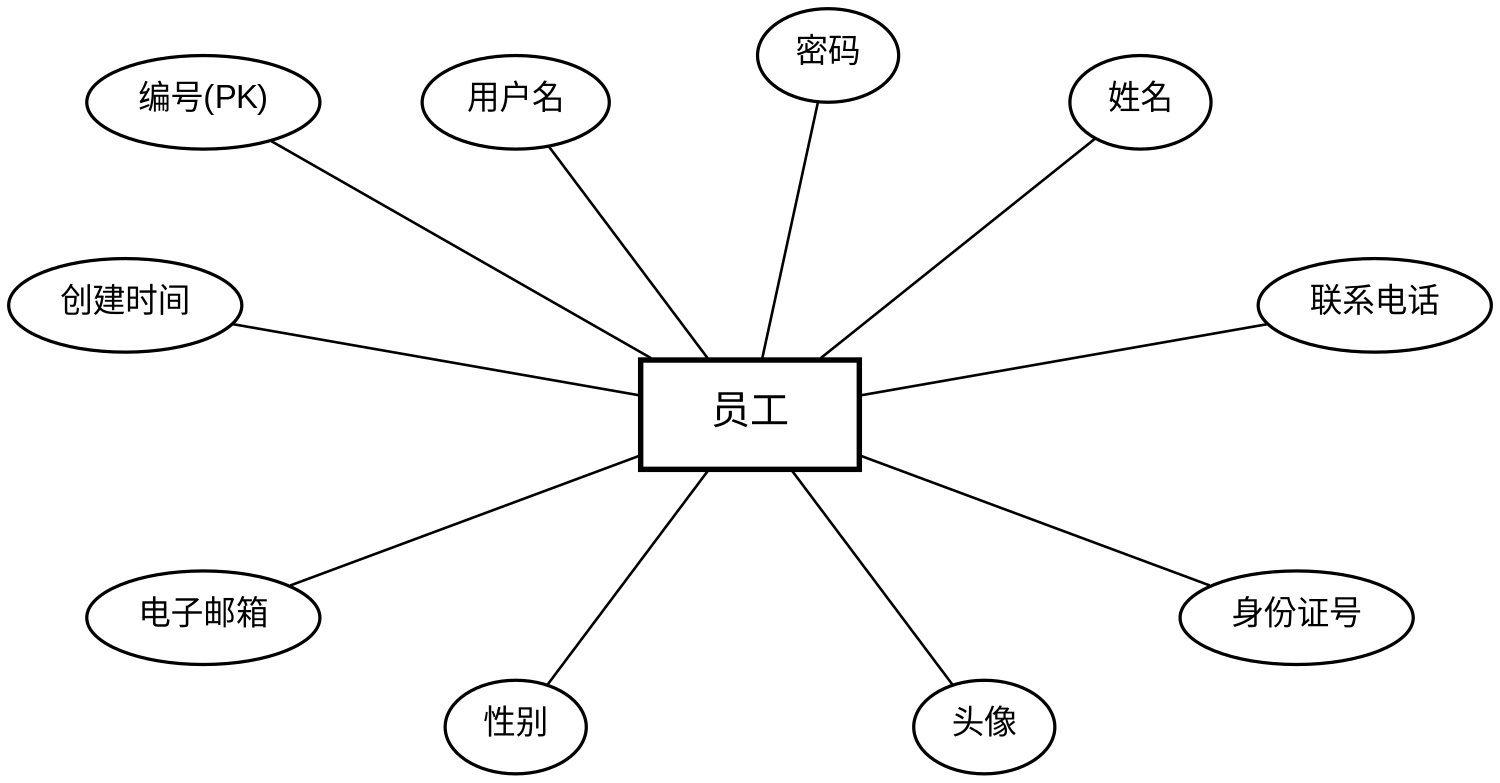 密码
编号(PK)
用户名
姓名
创建时间
联系电话
员工
电子邮箱
身份证号
性别
头像